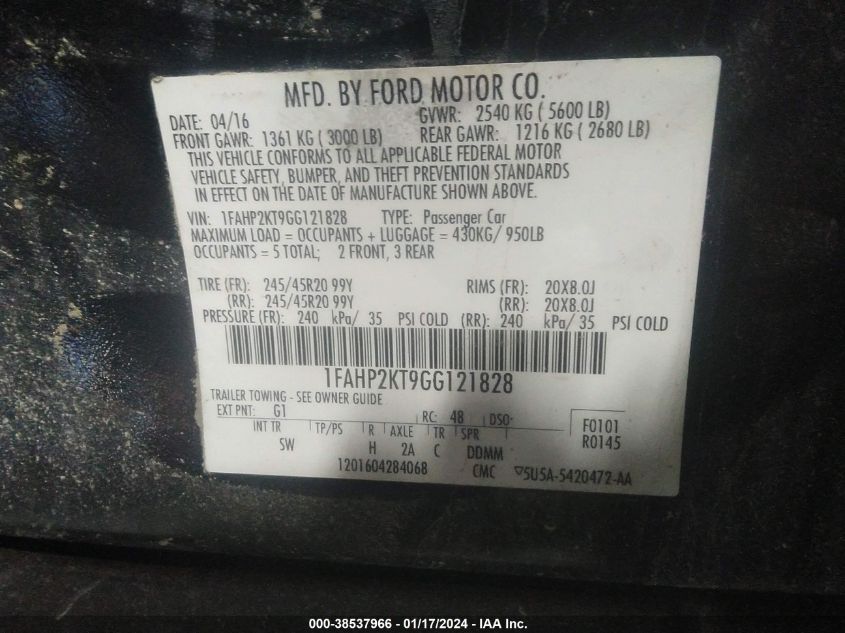 MFD. BY FORD MOTOR CO.
DATE: 04/16 GVWR: 2540 KG ( 5600 LB)
FRONT GAWR: 1361 KG ( 3000 LB) REAR GAWR: 1216 KG ( 2680 LB)
THIS VEHICLE CONFORMS TO ALL APPLICABLE FEDERAL MOTOR
VEHICLE SAFETY, BUMPER, AND THEFT PREVENTION STANDARDS
IN EFFECT ON THE DATE OF MANUFACTURE SHOWN ABOVE.
VIN: 1FAHP2KT9GG121828 TYPE: Passenger Car
MAXIMUM LOAD = OCCUPANTS + LUGGAGE = 430KG/ 950LB
OCCUPANTS = 5 TOTAL; 2 FRONT, 3 REAR
TIRE (FR): 245/45R20 99Y RIMS (FR): 20X8.0J
(RR): 245/45R20 99Y (RR): 20X8.0J
PRESSURE (FR): 240 kPa/ 35 PSI COLD (RR): 240 kPa/ 35 PSI COLD
1FAHP2KT9GG121828
TRAILER TOWING - SEE OWNER GUIDE
EXT PNT: G1 RC: 48 DSO: F0101
INT TR TP/PS R AXLE TR SPR R0145
SW H 2A C DDMM
1201604284068 CMC ▽5U5A-5420472-AA
000-38537966 - 01/17/2024 - IAA Inc.